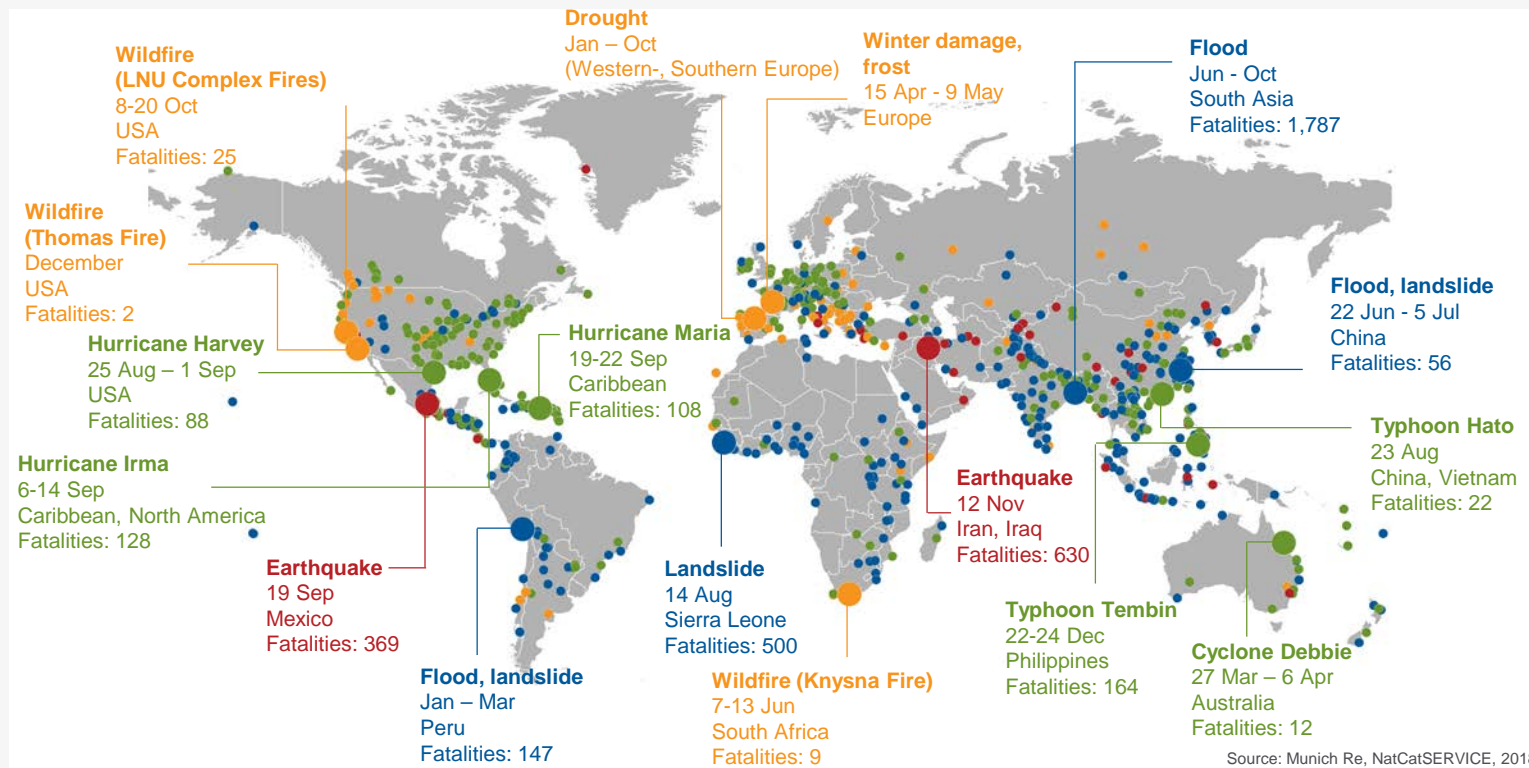 Drought
Jan – Oct
(Western-, Southern Europe)
Wildfire
(LNU Complex Fires)
8-20 Oct
USA
Fatalities: 25
Winter damage,
frost
15 Apr - 9 May
Europe
Flood
Jun - Oct
South Asia
Fatalities: 1,787
Wildfire
(Thomas Fire)
December
USA
Fatalities: 2
Flood, landslide
22 Jun - 5 Jul
China
Fatalities: 56
Hurricane Harvey
25 Aug – 1 Sep
USA
Fatalities: 88
Hurricane Maria
19-22 Sep
Caribbean
Fatalities: 108
Typhoon Hato
23 Aug
China, Vietnam
Fatalities: 22
Hurricane Irma
6-14 Sep
Caribbean, North America
Fatalities: 128
Earthquake
12 Nov
Iran, Iraq
Fatalities: 630
Earthquake
19 Sep
Mexico
Fatalities: 369
Landslide
14 Aug
Sierra Leone
Fatalities: 500
Typhoon Tembin
22-24 Dec
Philippines
Fatalities: 164
Cyclone Debbie
27 Mar – 6 Apr
Australia
Fatalities: 12
Flood, landslide
Jan – Mar
Peru
Fatalities: 147
Wildfire (Knysna Fire)
7-13 Jun
South Africa
Fatalities: 9
Source: Munich Re, NatCatSERVICE, 2018